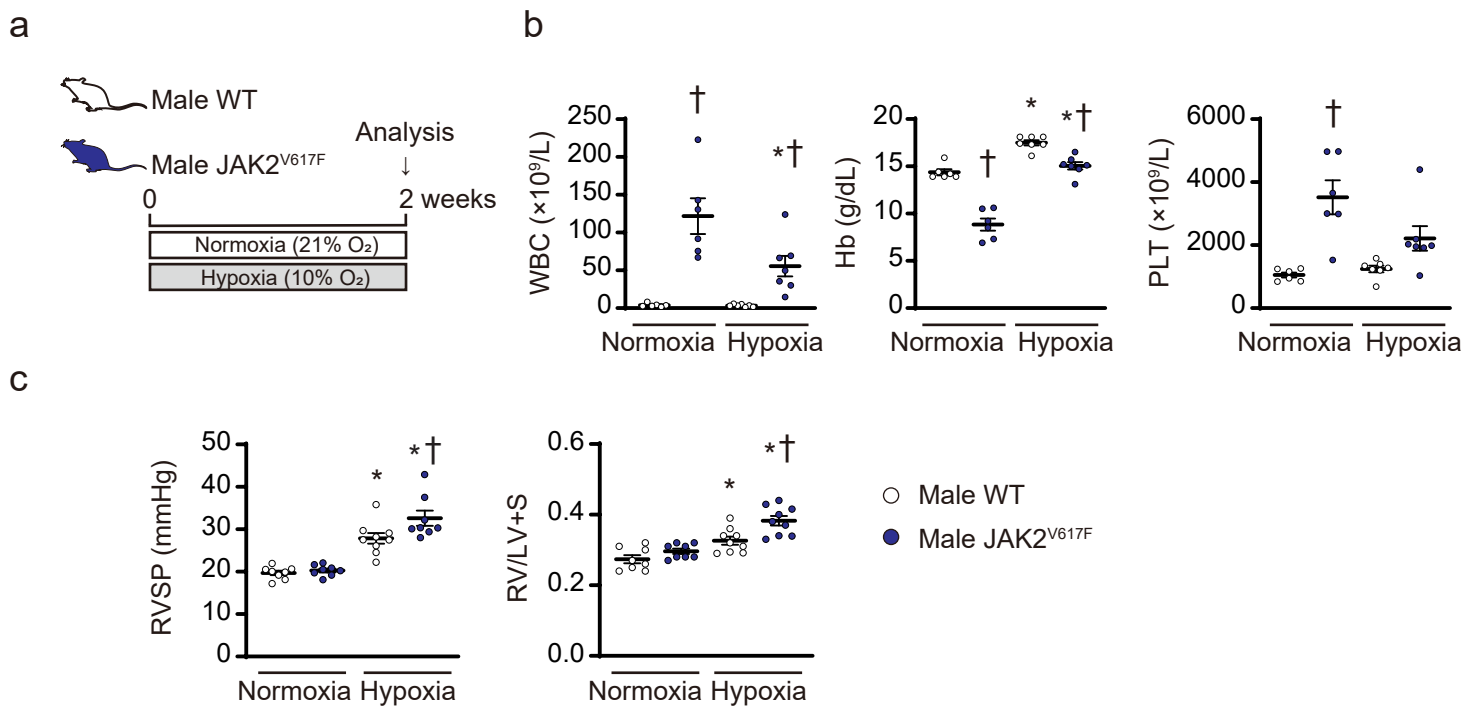 a
Male WT
Male JAK2V617F
Analysis
↓
0
2 weeks
Normoxia (21% O₂)
Hypoxia (10% O₂)
b
WBC (×10⁹/L)
250
200
150
100
50
0
†
*†
Normoxia
Hypoxia
Hb (g/dL)
20
15
10
5
0
†
*
*†
Normoxia
Hypoxia
PLT (×10⁹/L)
6000
4000
2000
0
†
Normoxia
Hypoxia
c
RVSP (mmHg)
50
40
30
20
10
0
*
*†
Normoxia
Hypoxia
RV/LV+S
0.6
0.4
0.2
0.0
*
*†
Normoxia
Hypoxia
Male WT
Male JAK2V617F